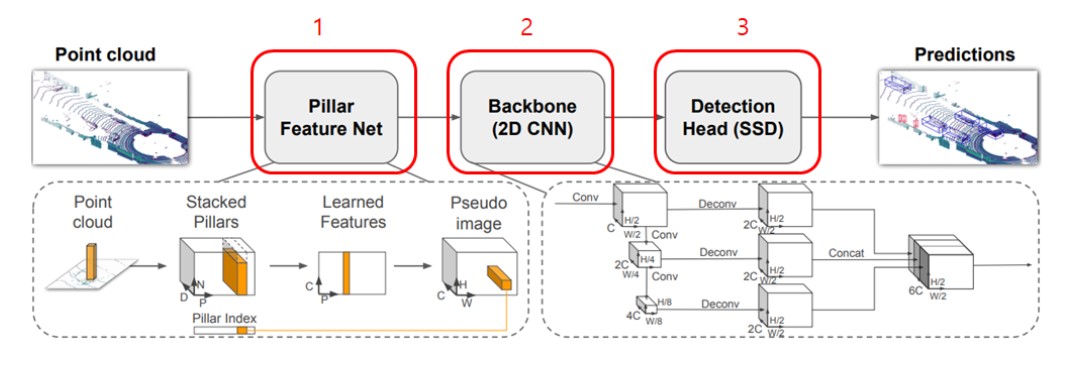 1
2
3
Point cloud
Predictions
Pillar
Feature Net
Backbone
(2D CNN)
Detection
Head (SSD)
Point
cloud
Stacked
Pillars
Learned
Features
Pseudo
image
D
N
P
C
P
C
H
W
Pillar Index
Conv
C
H/2
W/2
Conv
Deconv
2C
H/2
W/2
2C
H/4
W/4
Conv
Deconv
2C
H/2
W/2
Concat
4C
H/8
W/8
Deconv
2C
H/2
W/2
6C
H/2
W/2